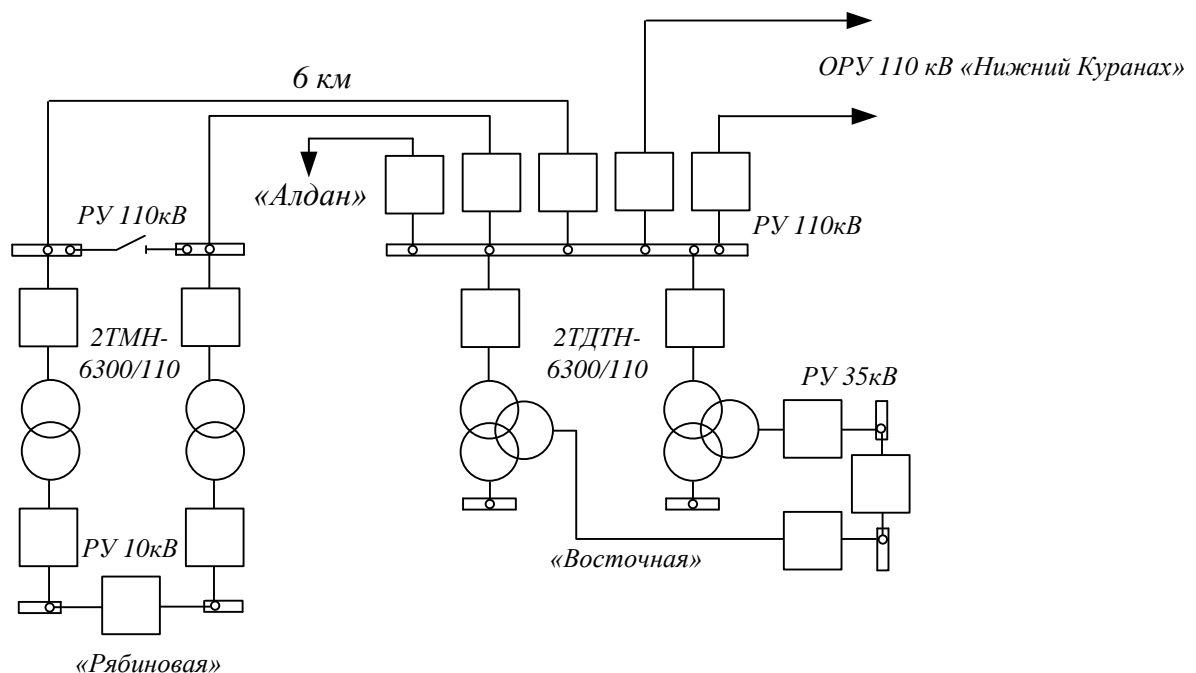 ОРУ 110 кВ «Нижний Куранах»
6 км
«Алдан»
РУ 110кВ
РУ 110кВ
2ТМН-
6300/110
2ТДТН-
6300/110
РУ 35кВ
РУ 10кВ
«Восточная»
«Рябиновая»